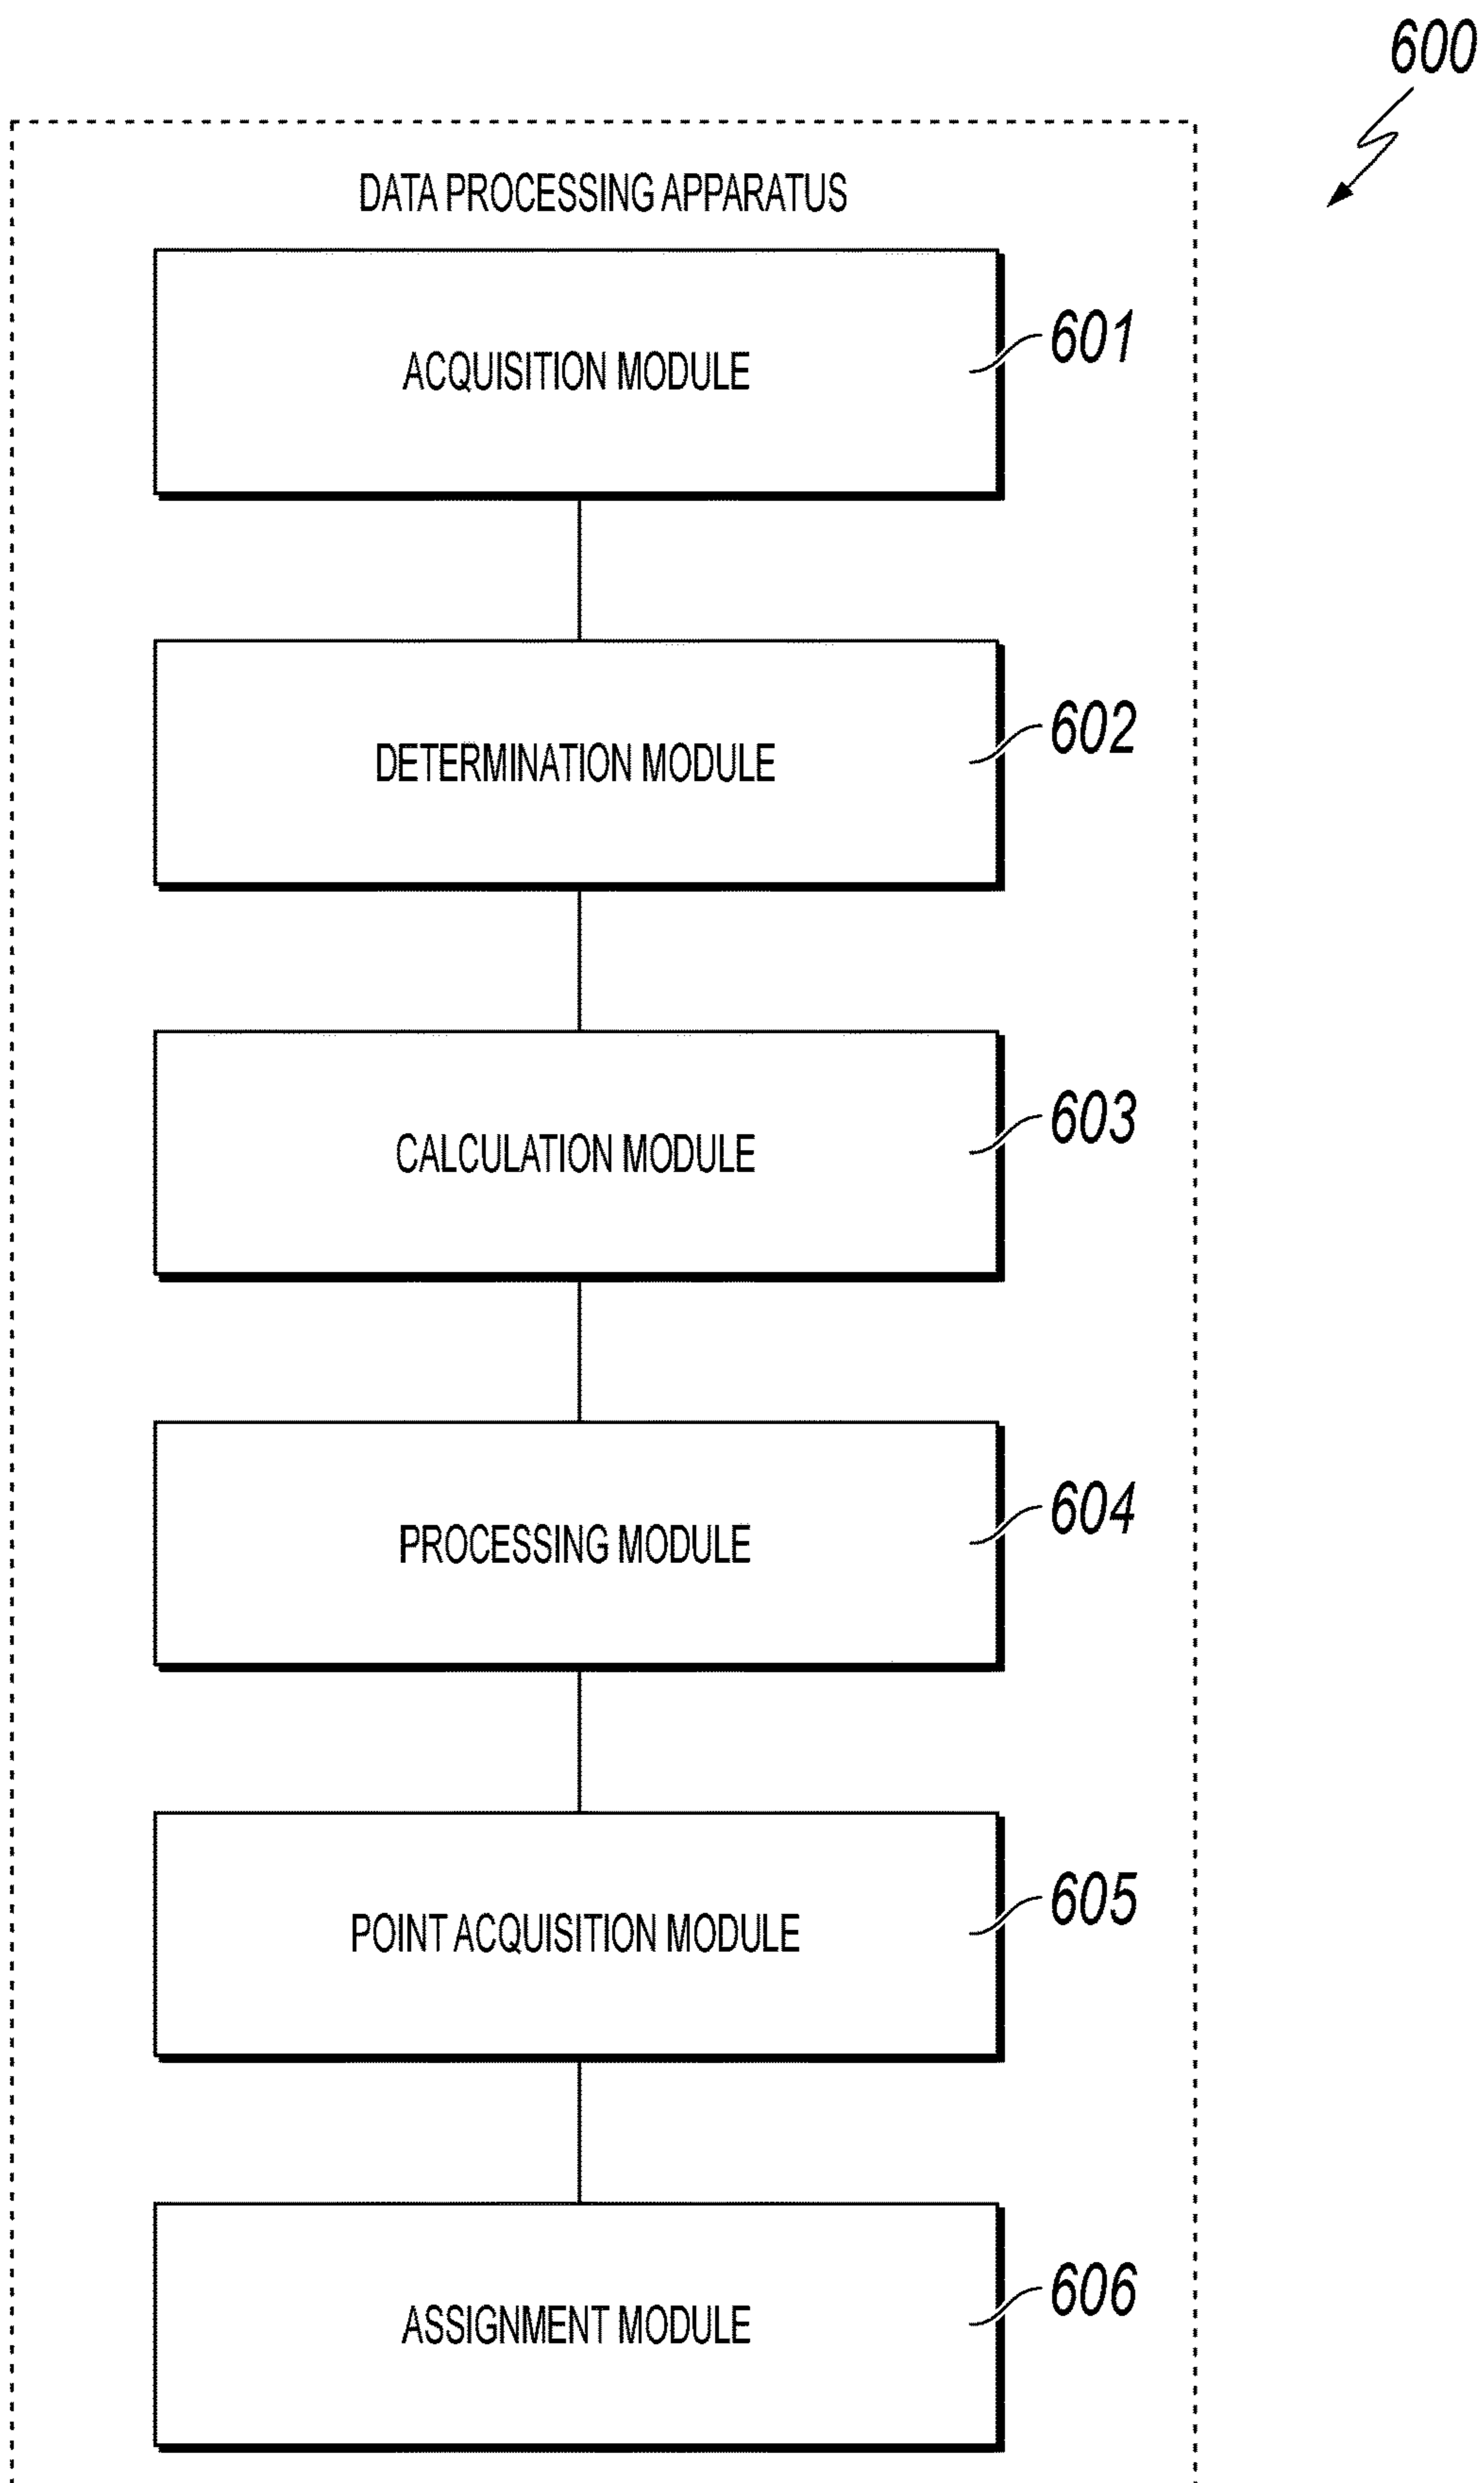 600
DATA PROCESSING APPARATUS
ACQUISITION MODULE
601
DETERMINATION MODULE
602
CALCULATION MODULE
603
PROCESSING MODULE
604
POINT ACQUISITION MODULE
605
ASSIGNMENT MODULE
606